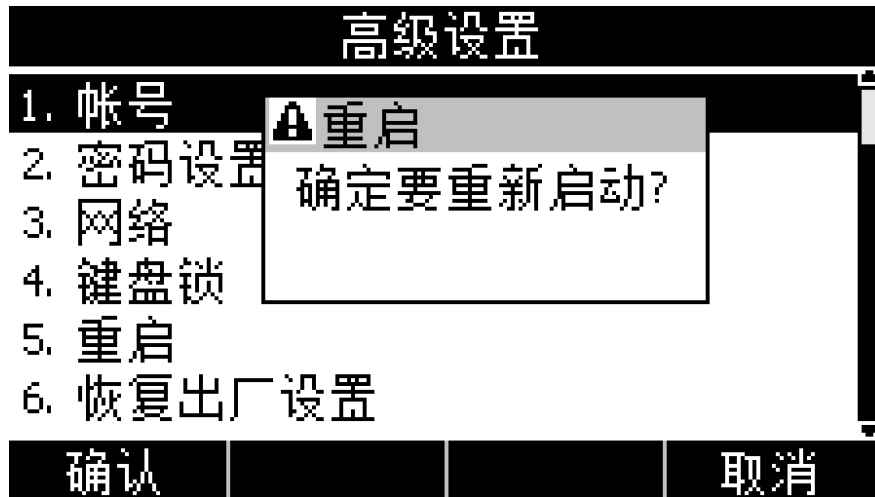 高级设置
1. 帐号
2. 密码设置
3. 网络
4. 键盘锁
5. 重启
6. 恢复出厂设置
重启
确定要重新启动?
确认
取消